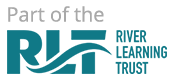 Part of the
RLT RIVER
LEARNING
TRUST